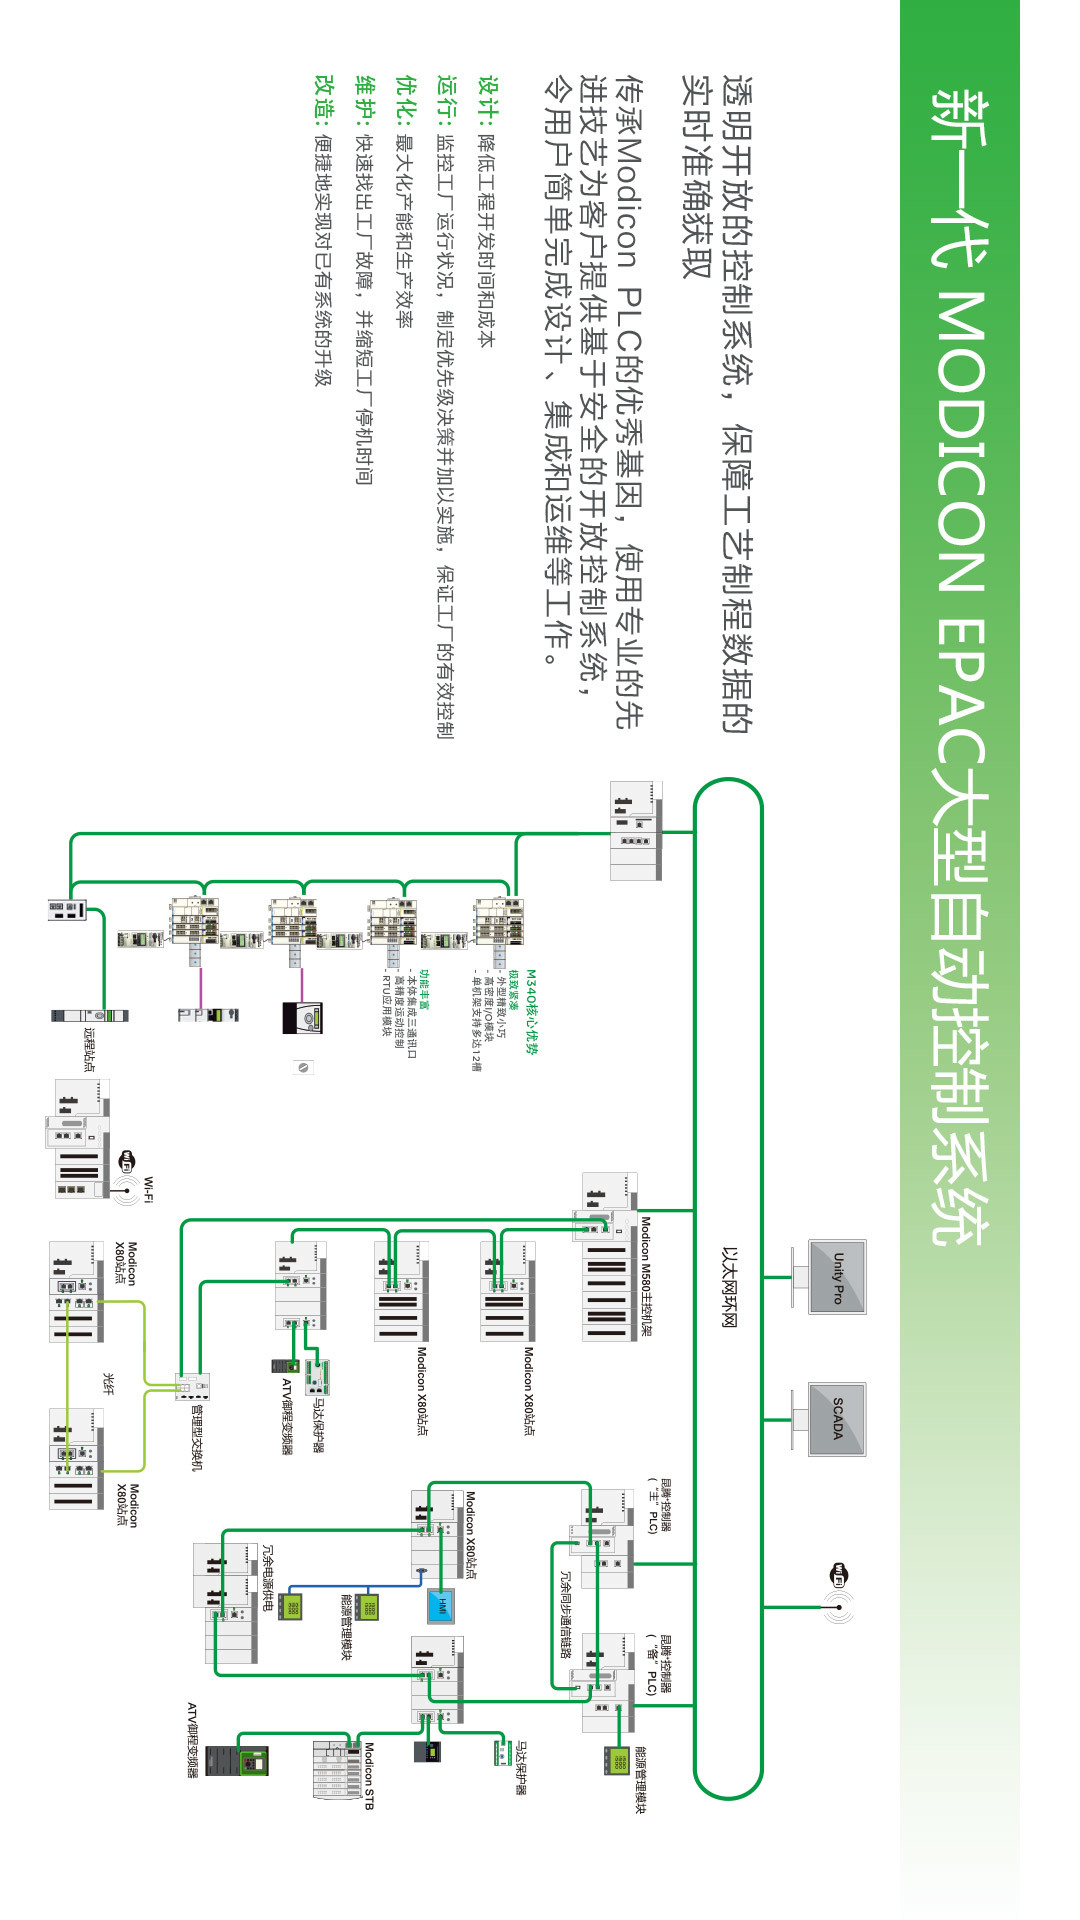 新一代 MODICON EPAC大型自动控制系统
透明开放的控制系统，保障工艺制程数据的
实时准确获取
传承Modicon PLC的优秀基因，使用专业的先
进技艺为客户提供基于安全的开放控制系统，
令用户简单完成设计、集成和运维等工作。
设计：降低工程开发时间和成本
运行：监控工厂运行状况，制定优先级决策并加以实施，保证工厂的有效控制
优化：最大化产能和生产效率
维护：快速找出工厂故障，并缩短工厂停机时间
改造：便捷地实现对已有系统的升级
Unity Pro
SCADA
WiFi
以太网环网
M340核心优势
极致紧凑
- 外型精致小巧
- 高密度I/O模块
- 单机架支持多达12槽
功能丰富
- 本体集成三通讯口
- 高精度运动控制
- RTU应用模块
远程站点
WiFi
Wi-Fi
Modicon M580主控机架
Modicon X80站点
Modicon X80站点
马达保护器
ATV御程变频器
管理型交换机
Modicon
X80站点
光纤
Modicon
X80站点
昆腾+控制器
(“主”PLC)
昆腾+控制器
(“备”PLC)
冗余同步通信链路
能源管理模块
Modicon X80站点
HMI
能源管理模块
冗余电源供电
马达保护器
Modicon STB
ATV御程变频器